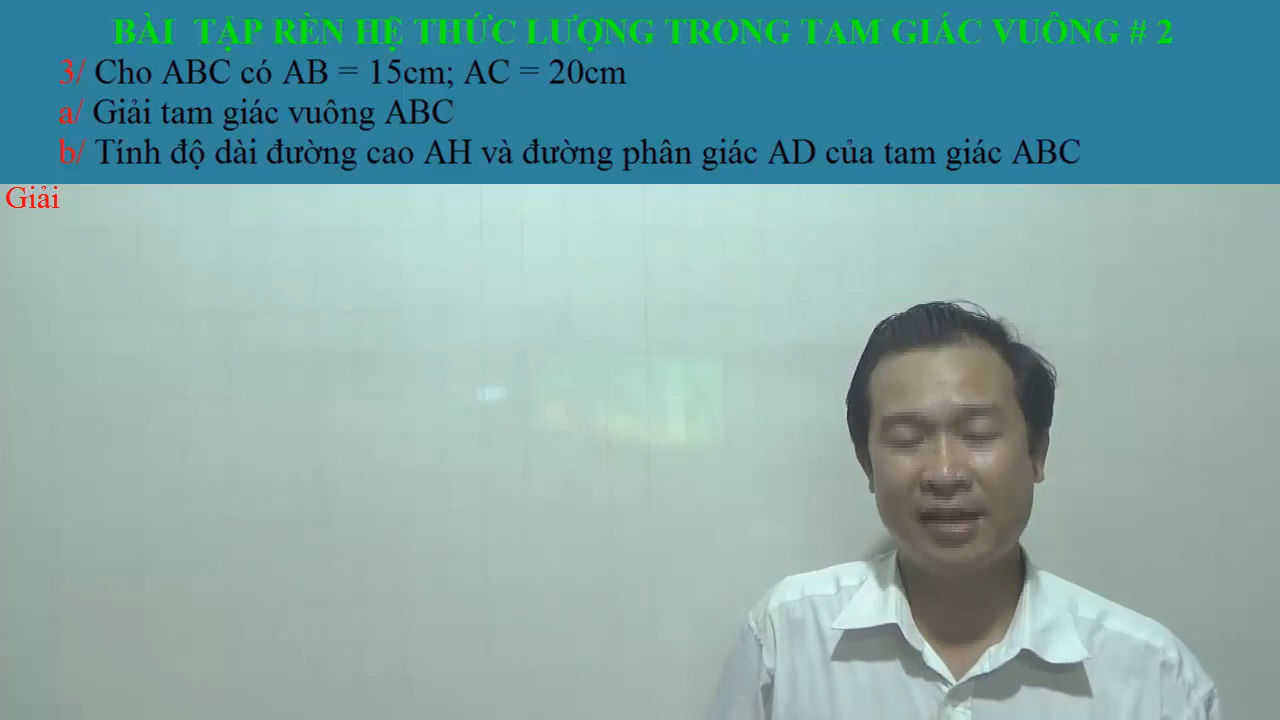 BÀI TẬP RÈN HỆ THỨC LƯỢNG TRONG TAM GIÁC VUÔNG # 2
3/ Cho ABC có AB = 15cm; AC = 20cm
a/ Giải tam giác vuông ABC
b/ Tính độ dài đường cao AH và đường phân giác AD của tam giác ABC
Giải